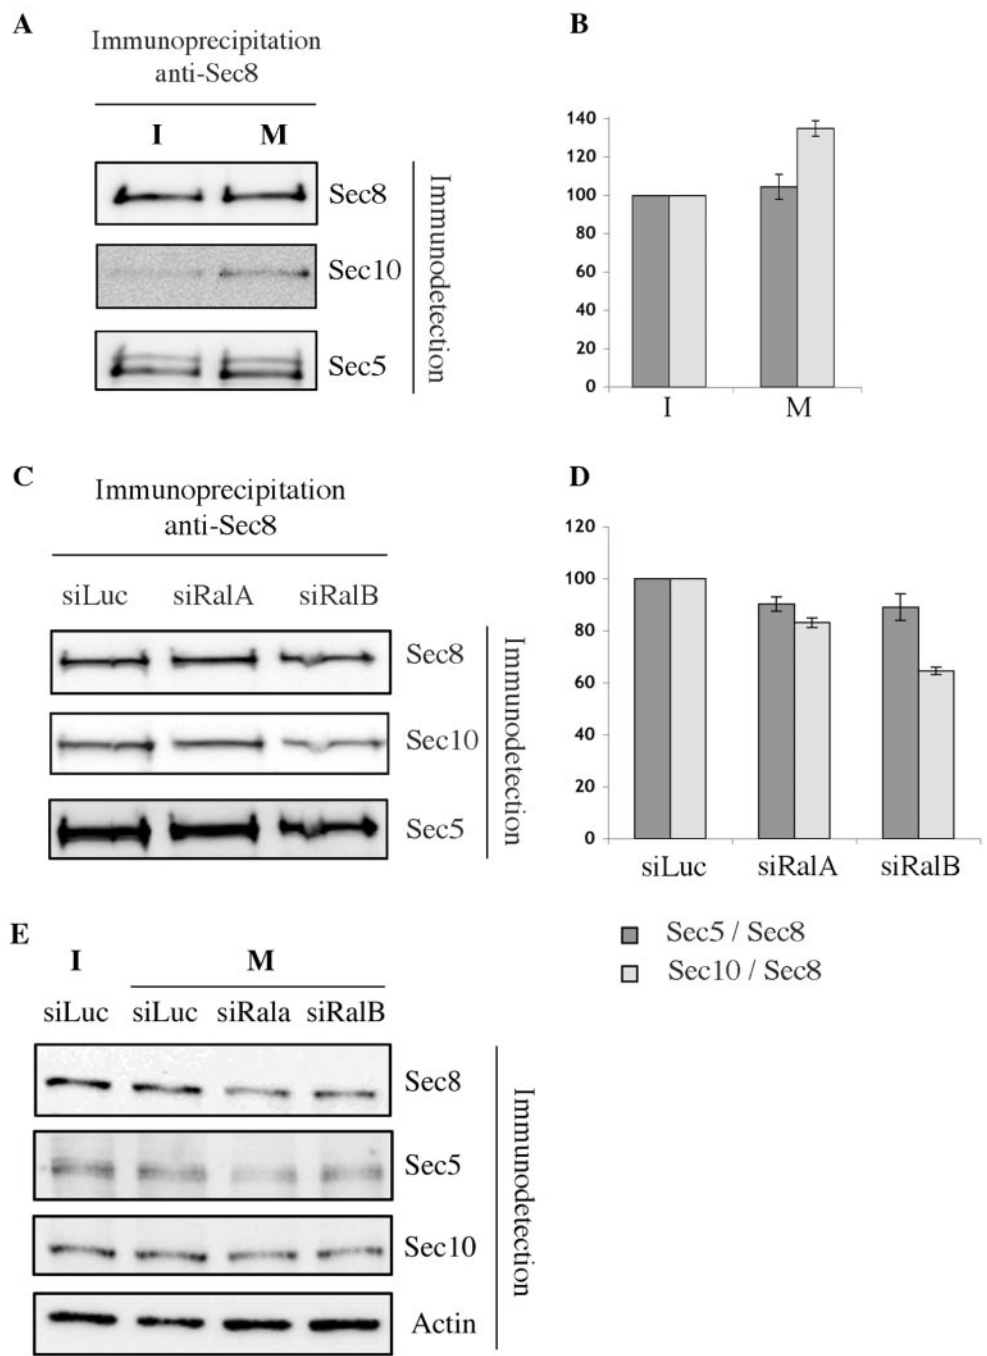 A
Immunoprecipitation
anti-Sec8
I M
Sec8
Sec10
Sec5
Immunodetection
B
140
120
100
80
60
40
20
0
I M
C
Immunoprecipitation
anti-Sec8
siLuc siRalA siRalB
Sec8
Sec10
Sec5
Immunodetection
D
120
100
80
60
40
20
0
siLuc siRalA siRalB
Sec5 / Sec8
Sec10 / Sec8
E
I M
siLuc siLuc siRala siRalB
Sec8
Sec5
Sec10
Actin
Immunodetection